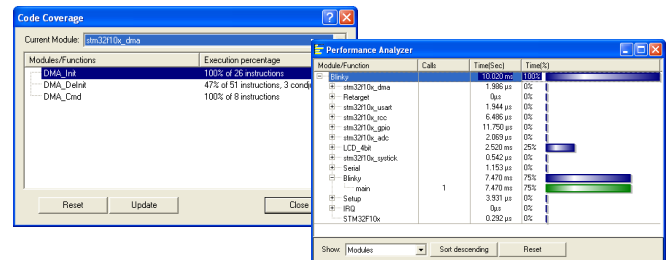 Code Coverage
Current Module: stm32f10x_dma
Modules/Functions Execution percentage
DMA_Init 100% of 26 instructions
DMA_DeInit 47% of 51 instructions, 3 condj
DMA_Cmd 100% of 8 instructions
Reset Update Close
Performance Analyzer
Module/Function Calls Time(Sec) Time(%)
Blinky 10.020 ms 100%
stm32f10x_dma 1.986 µs 0%
Retarget 0µs 0%
stm32f10x_usart 1.944 µs 0%
stm32f10x_rcc 6.486 µs 0%
stm32f10x_gpio 11.750 µs 0%
stm32f10x_adc 2.069 µs 0%
LCD_4bit 2.520 ms 25%
stm32f10x_systick 0.542 µs 0%
Serial 1.153 µs 0%
Blinky 7.470 ms 75%
main 1 7.470 ms 75%
Setup 3.931 µs 0%
IRQ 0µs 0%
STM32F10x 0.292 µs 0%
Show: Modules Sort descending Reset